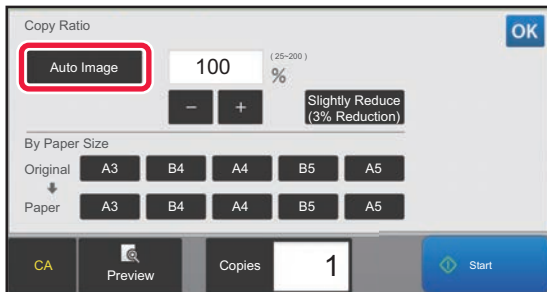 Copy Ratio
OK
Auto Image
100
(25~200)
%
−
+
Slightly Reduce
(3% Reduction)
By Paper Size
Original
A3
B4
A4
B5
A5
Paper
A3
B4
A4
B5
A5
CA
Preview
Copies
1
Start